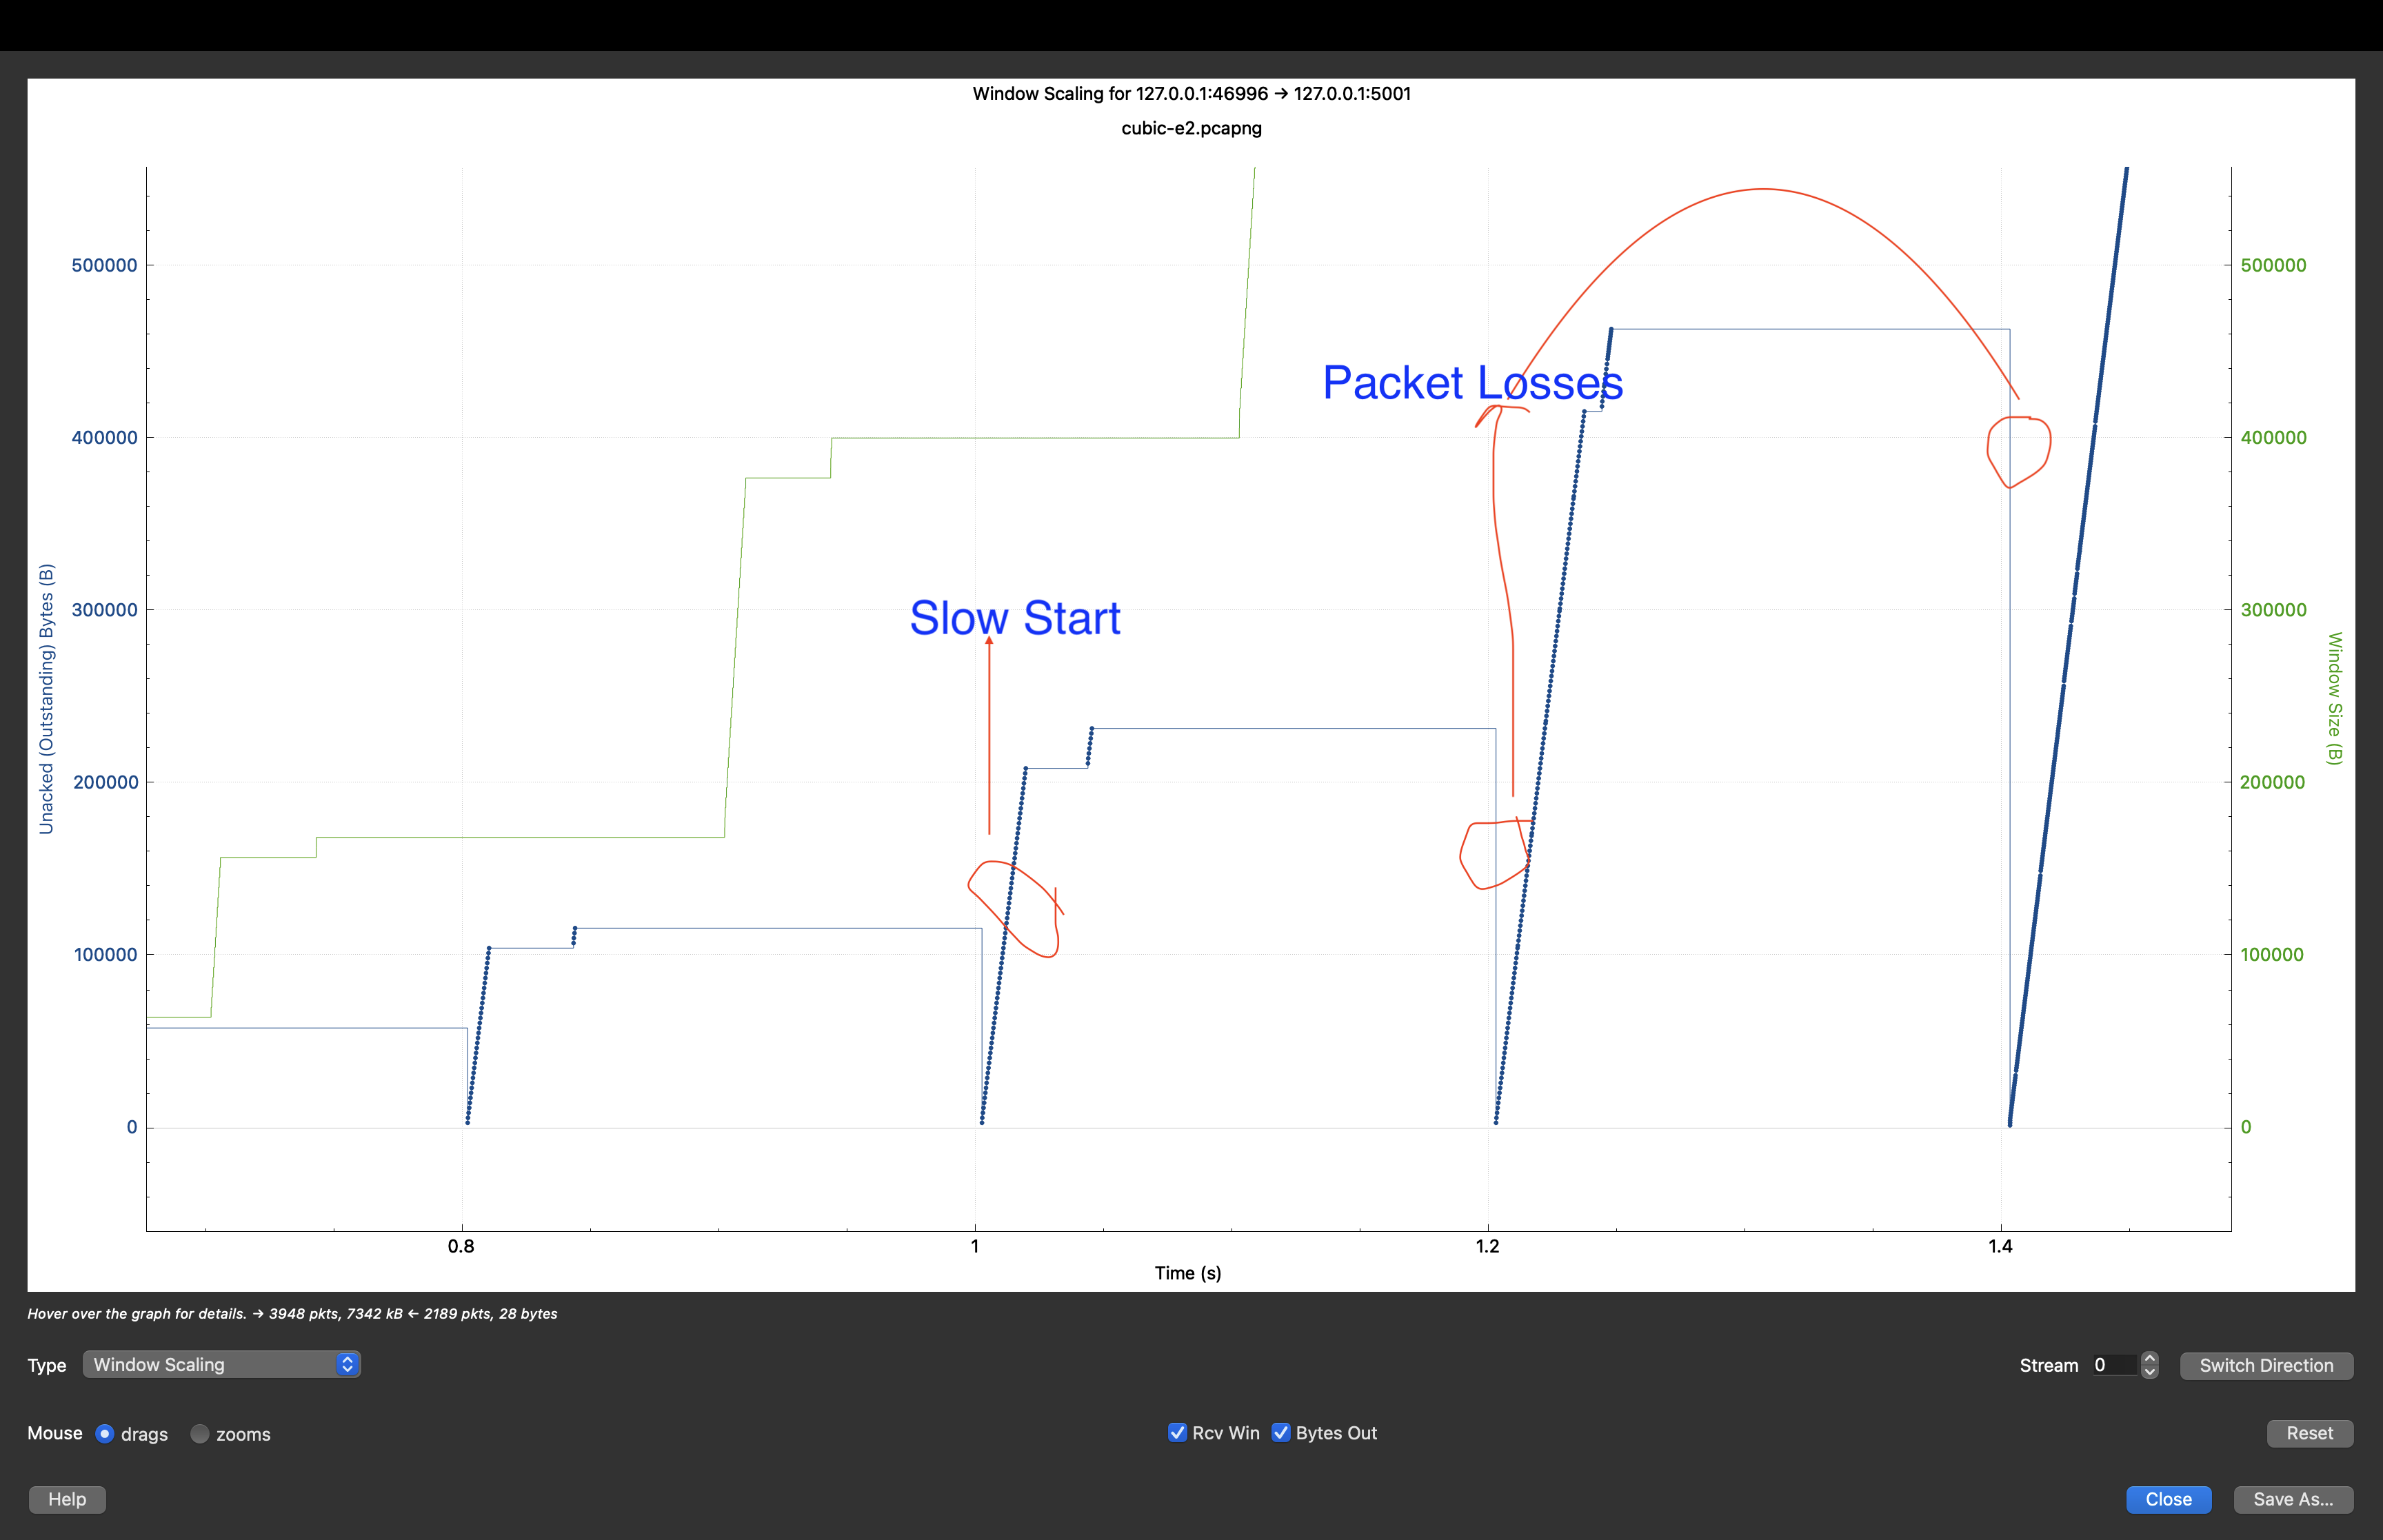 Window Scaling for 127.0.0.1:46996 → 127.0.0.1:5001
cubic-e2.pcapng
Unacked (Outstanding) Bytes (B)
500000
400000
300000
200000
100000
0
Packet Losses
Slow Start
500000
400000
300000
200000
100000
0
Window Size (B)
0.8
1
1.2
1.4
Time (s)
Hover over the graph for details. → 3948 pkts, 7342 kB ← 2189 pkts, 28 bytes
Type Window Scaling Stream 0 Switch Direction
Mouse drags zooms Rcv Win Bytes Out Reset
Help Close Save As...